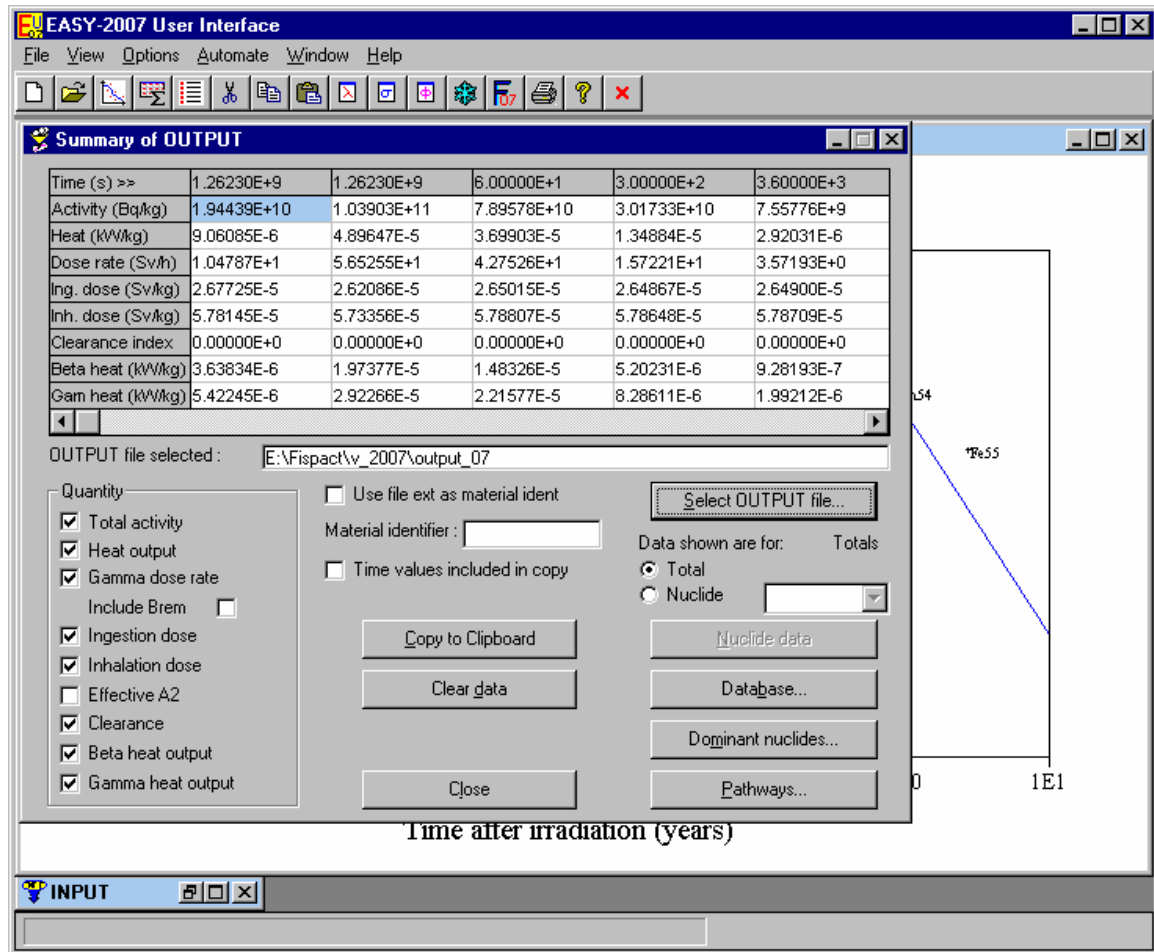 EASY-2007 User Interface
File View Options Automate Window Help
Summary of OUTPUT
Time (s) >> 1.26230E+9 1.26230E+9 6.00000E+1 3.00000E+2 3.60000E+3
Activity (Bq/kg) 1.94439E+10 1.03903E+11 7.89578E+10 3.01733E+10 7.55776E+9
Heat (kW/kg) 9.06085E-6 4.89647E-5 3.69903E-5 1.34884E-5 2.92031E-6
Dose rate (Sv/h) 1.04787E+1 5.65255E+1 4.27526E+1 1.57221E+1 3.57193E+0
Ing. dose (Sv/kg) 2.67725E-5 2.62086E-5 2.65015E-5 2.64867E-5 2.64900E-5
Inh. dose (Sv/kg) 5.78145E-5 5.73356E-5 5.78807E-5 5.78648E-5 5.78709E-5
Clearance index 0.00000E+0 0.00000E+0 0.00000E+0 0.00000E+0 0.00000E+0
Beta heat (kW/kg) 3.63834E-6 1.97377E-5 1.48326E-5 5.20231E-6 9.28193E-7
Gam heat (kW/kg) 5.42245E-6 2.92266E-5 2.21577E-5 8.28611E-6 1.99212E-6
OUTPUT file selected : E:\Fispact\v_2007\output_07
Quantity
Total activity
Heat output
Gamma dose rate
Include Brem
Ingestion dose
Inhalation dose
Effective A2
Clearance
Beta heat output
Gamma heat output
Use file ext as material ident
Material identifier :
Time values included in copy
Copy to Clipboard
Clear data
Close
Select OUTPUT file...
Data shown are for: Totals
Total
Nuclide
Nuclide data
Database...
Dominant nuclides...
Pathways...
54
Fe55
0 1E1
Time after irradiation (years)
INPUT